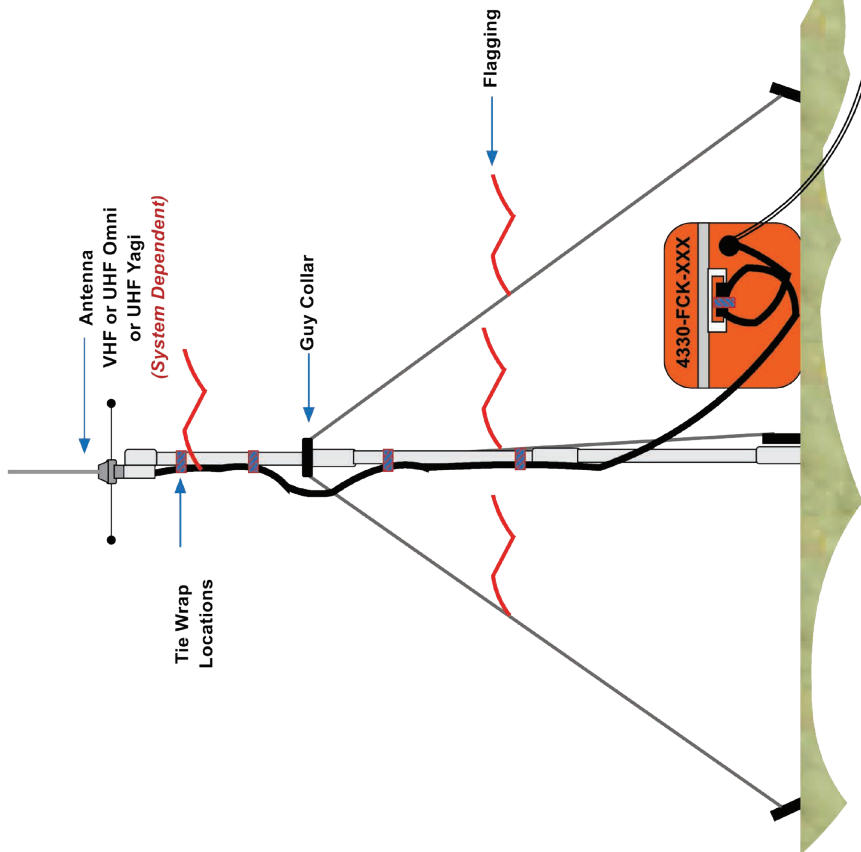 Antenna
VHF or UHF Omni
or UHF Yagi
(System Dependent)
Tie Wrap
Locations
Guy Collar
Flagging
4330-FCK-XXX